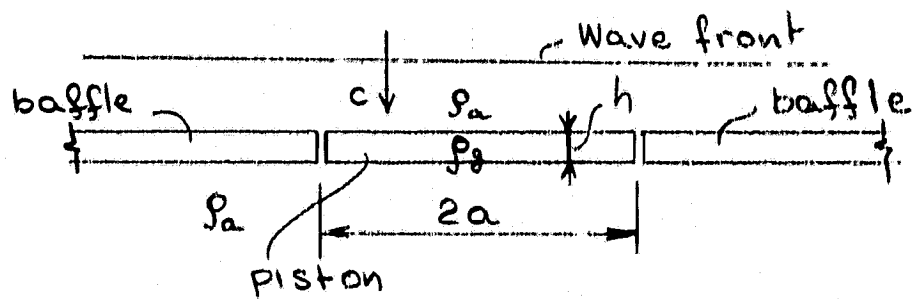 Wave front
baffle
c
ρa
h
baffle
ρg
ρa
2a
piston